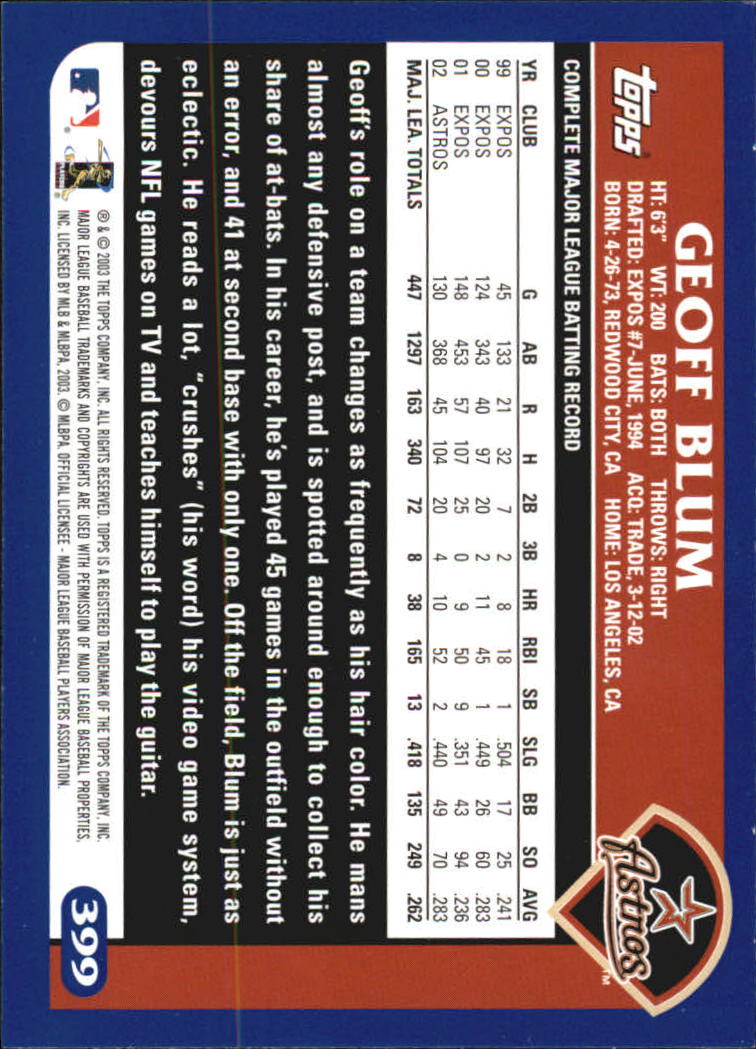 topps®
GEOFF BLUM
HT: 6'3" WT: 200 BATS: BOTH THROWS: RIGHT
DRAFTED: EXPOS #7-JUNE, 1994 ACQ: TRADE, 3-12-02
BORN: 4-26-73, REDWOOD CITY, CA HOME: LOS ANGELES, CA
Astros
TM
COMPLETE MAJOR LEAGUE BATTING RECORD
YR CLUB G AB R H 2B 3B HR RBI SB SLG BB SO AVG
99 EXPOS 45 133 21 32 7 2 8 18 1 .504 17 25 .241
00 EXPOS 124 343 40 97 20 2 11 45 1 .449 26 60 .283
01 EXPOS 148 453 57 107 25 0 9 50 9 .351 43 94 .236
02 ASTROS 130 368 45 104 20 4 10 52 2 .440 49 70 .283
MAJ. LEA. TOTALS 447 1297 163 340 72 8 38 165 13 .418 135 249 .262
Geoff's role on a team changes as frequently as his hair color. He mans
almost any defensive post, and is spotted around enough to collect his
share of at-bats. In his career, he's played 45 games in the outfield without
an error, and 41 at second base with only one. Off the field, Blum is just as
eclectic. He reads a lot, "crushes" (his word) his video game system,
devours NFL games on TV and teaches himself to play the guitar.
® & © 2003 THE TOPPS COMPANY, INC. ALL RIGHTS RESERVED. TOPPS IS A REGISTERED TRADEMARK OF THE TOPPS COMPANY, INC.
MAJOR LEAGUE BASEBALL TRADEMARKS AND COPYRIGHTS ARE USED WITH PERMISSION OF MAJOR LEAGUE BASEBALL PROPERTIES,
INC. LICENSED BY MLB & MLBPA, 2003. © MLBPA. OFFICIAL LICENSEE - MAJOR LEAGUE BASEBALL PLAYERS ASSOCIATION.
399